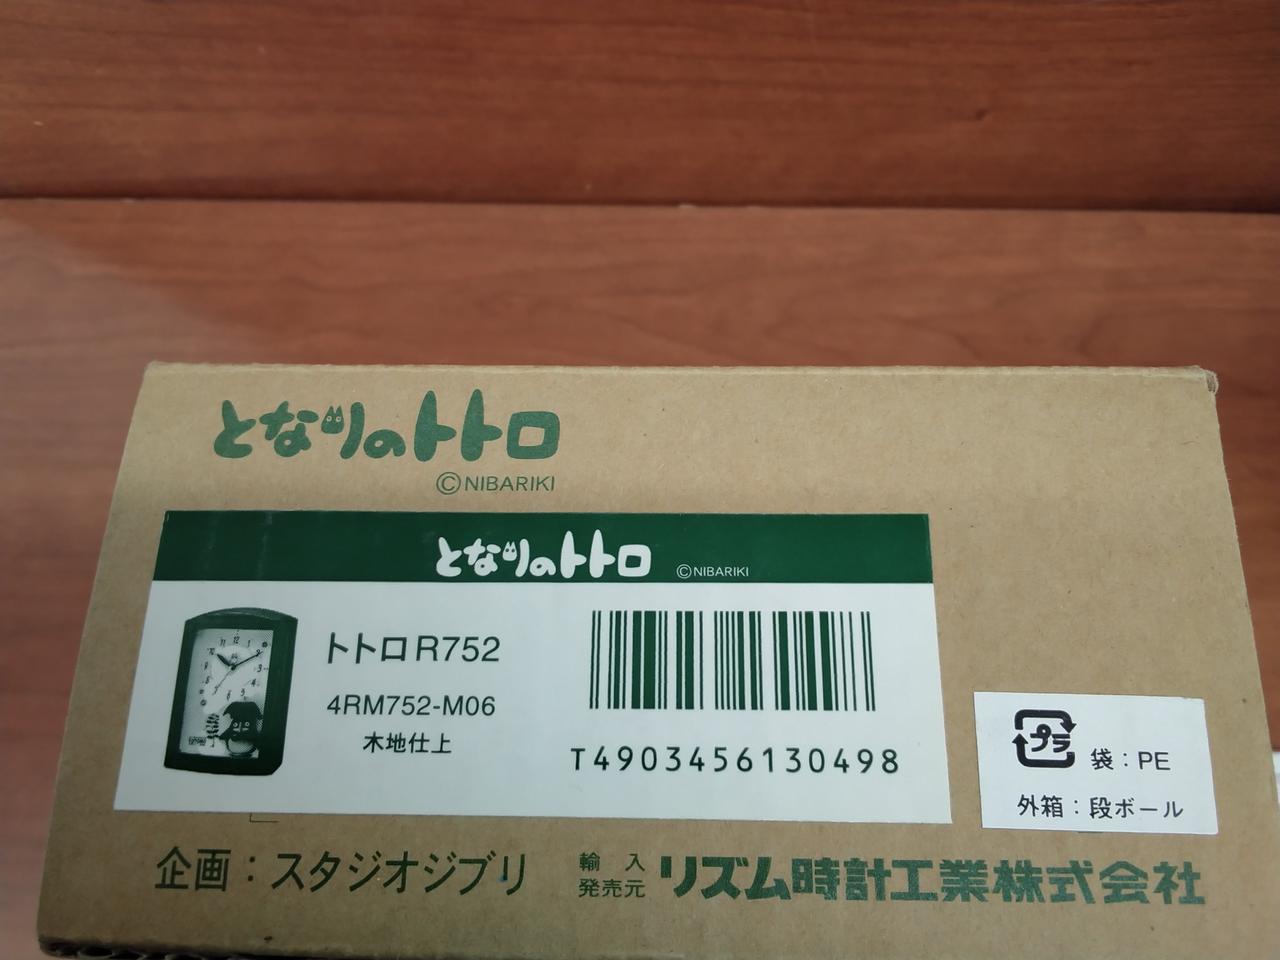 となりのトトロ
©NIBARIKI
となりのトトロ ©NIBARIKI
トトロR752
4RM752-M06
木地仕上
T4903456130498
プラ 袋：PE
外箱：段ボール
企画：スタジオジブリ
輸入
発売元 リズム時計工業株式会社